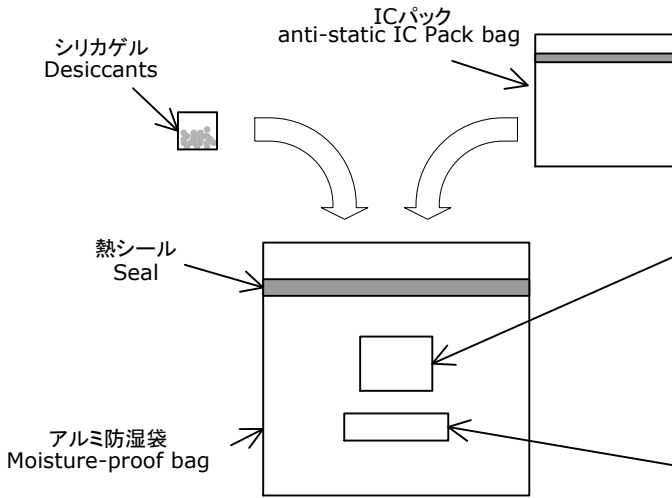 ICパック
anti-static IC Pack bag
シリカゲル
Desiccants
熱シール
Seal
アルミ防湿袋
Moisture-proof bag